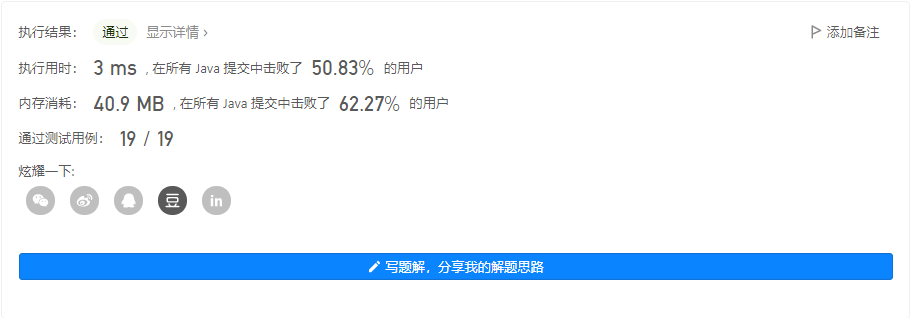 执行结果： 通过 显示详情 › 添加备注
执行用时： 3 ms , 在所有 Java 提交中击败了 50.83% 的用户
内存消耗： 40.9 MB , 在所有 Java 提交中击败了 62.27% 的用户
通过测试用例： 19 / 19
炫耀一下:
豆 in
写题解，分享我的解题思路